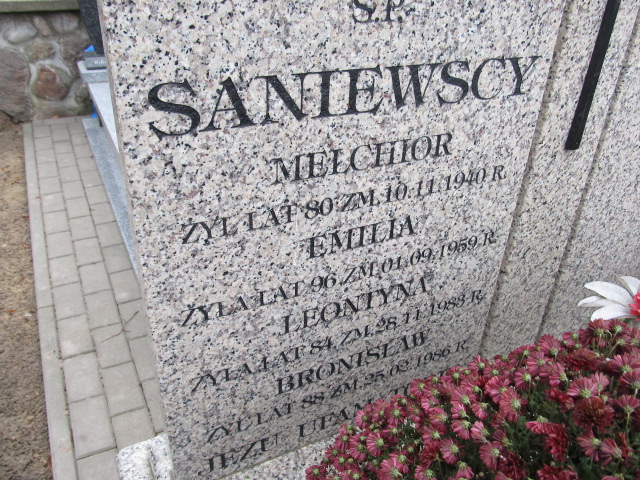 Ś.P.
SANIEWSCY
MELCHIOR
ŻYŁ LAT 80 ZM. 10.11.1940 R.
EMILIA
ŻYŁA LAT 96 ZM. 01.09.1959 R.
LEONTYNA
ŻYŁA LAT 84 ZM. 28.11.1983 R.
BRONISŁAW
ŻYŁ LAT 88 ZM. 25.02.1986 R.
JEZU UFAM